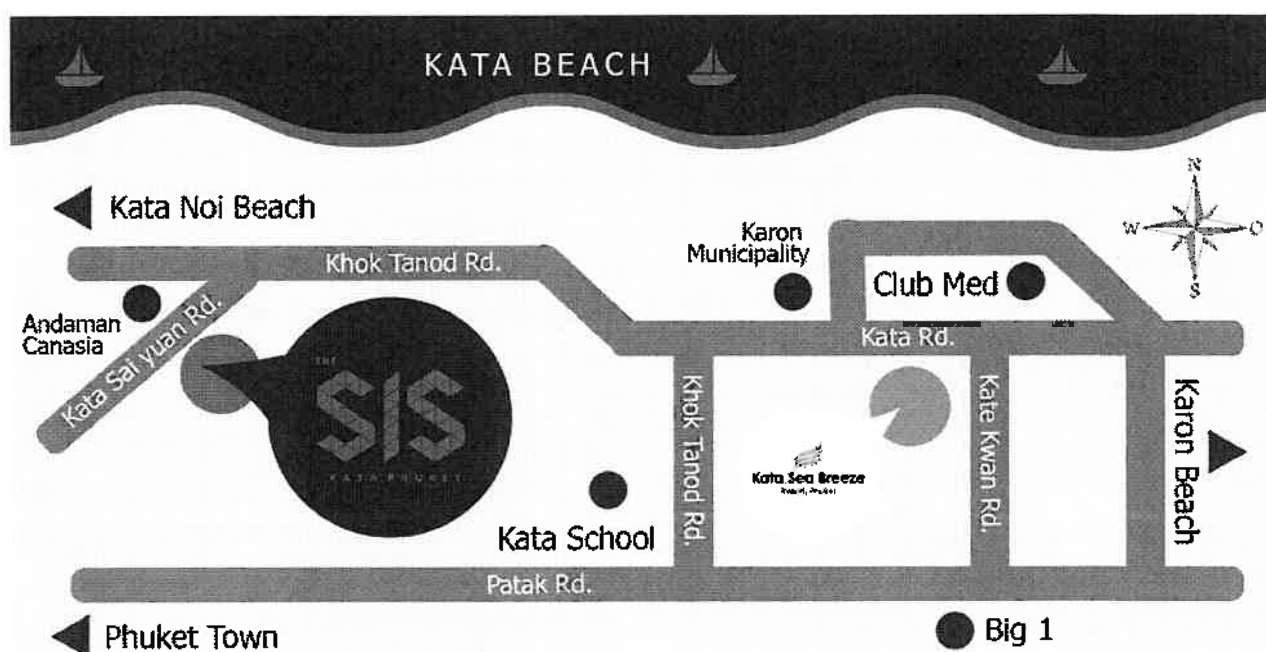 KATA BEACH
N
W
O
S
Kata Noi Beach
Khok Tanod Rd.
Karon
Municipality
Club Med
Andaman
Canasia
Kata Sai yuan Rd.
Kata Rd.
THE
SIS
KATA PHUKET
Khok Tanod Rd.
Kata Sea Breeze
Resort, Phuket
Kate Kwan Rd.
Karon Beach
Kata School
Patak Rd.
Phuket Town
Big 1